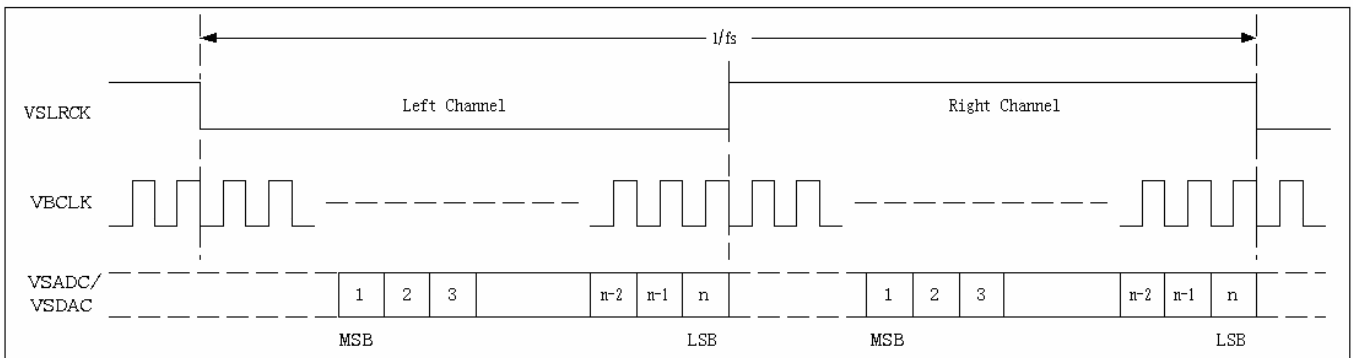 1/fs
VSLRCK
Left Channel
Right Channel
VBCLK
VSADC/
VSDAC
1 2 3 n-2 n-1 n 1 2 3 n-2 n-1 n
MSB LSB MSB LSB